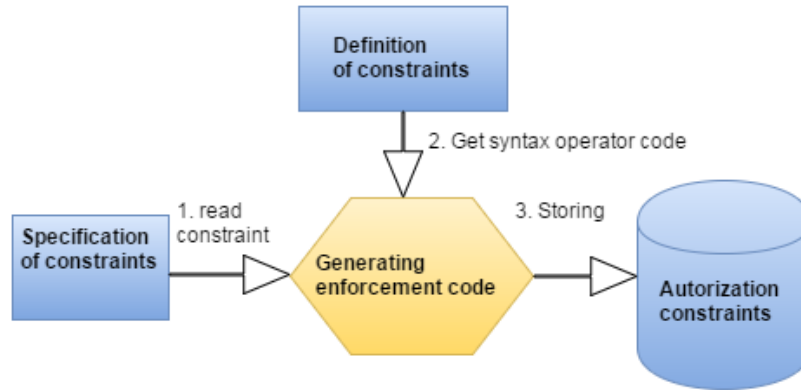 Definition
of constraints
2. Get syntax operator code
1. read
constraint
3. Storing
Specification
of constraints
Generating
enforcement code
Autorization
constraints